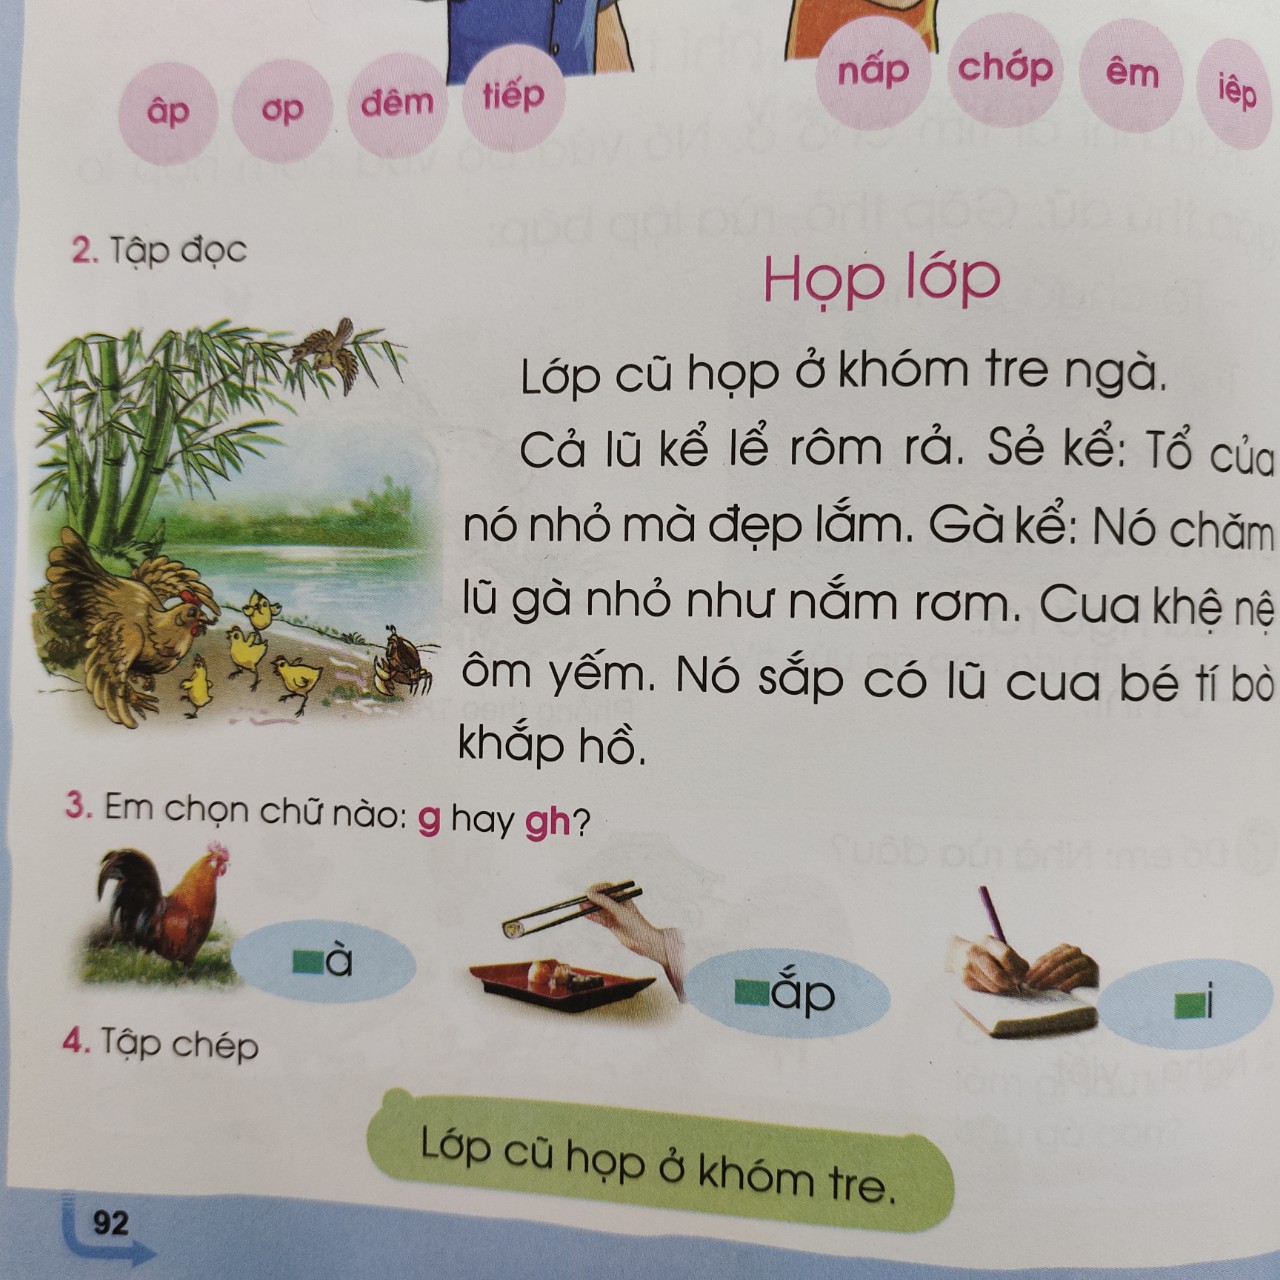 âp ơp đêm tiếp nấp chớp êm iêp
2. Tập đọc
Họp lớp
Lớp cũ họp ở khóm tre ngà.
Cả lũ kể lể rôm rả. Sẻ kể: Tổ của
nó nhỏ mà đẹp lắm. Gà kể: Nó chăm
lũ gà nhỏ như nắm rơm. Cua khệ nệ
ôm yếm. Nó sắp có lũ cua bé tí bò
khắp hồ.
3. Em chọn chữ nào: g hay gh?
à
ắp
i
4. Tập chép
Lớp cũ họp ở khóm tre.
92